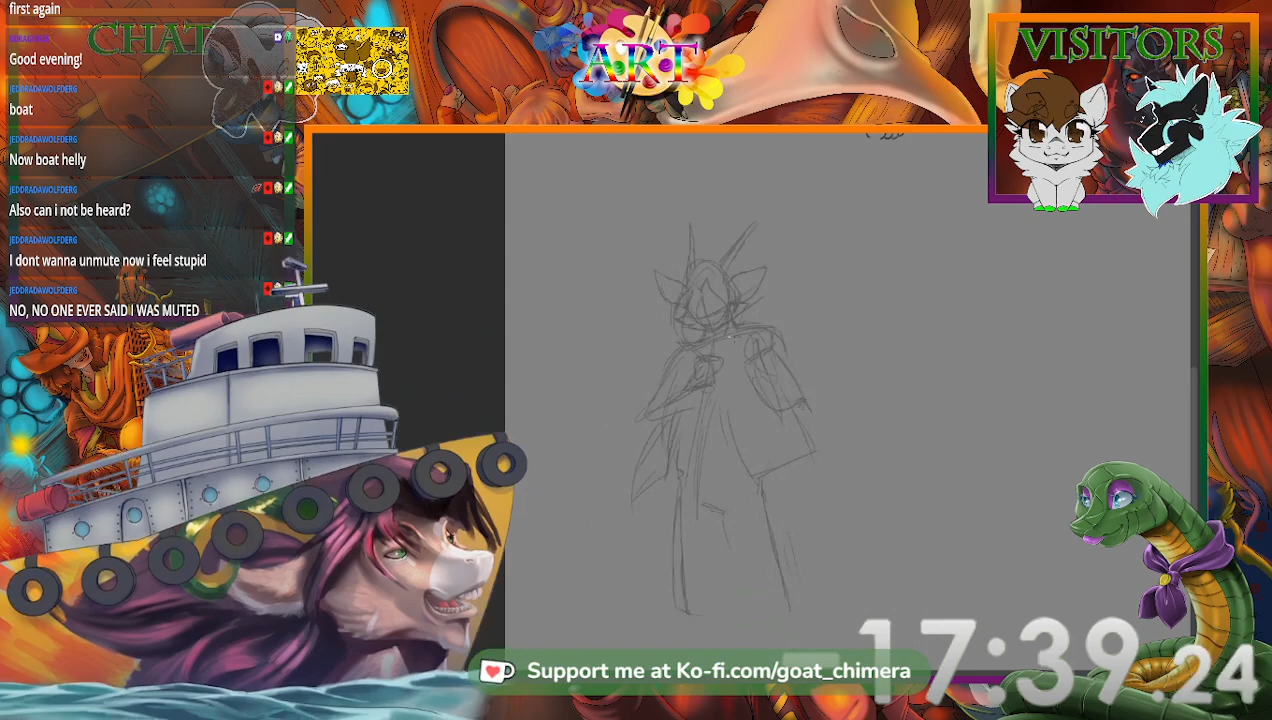 first again
CHAT
Good evening!
JEDDRADAWOLFDERG
boat
JEDDRADAWOLFDERG
Now boat helly
JEDDRADAWOLFDERG
Also can i not be heard?
JEDDRADAWOLFDERG
I dont wanna unmute now i feel stupid
JEDDRADAWOLFDERG
NO, NO ONE EVER SAID I WAS MUTED
ART
VISITORS
Support me at Ko-fi.com/goat_chimera
-17:39.24